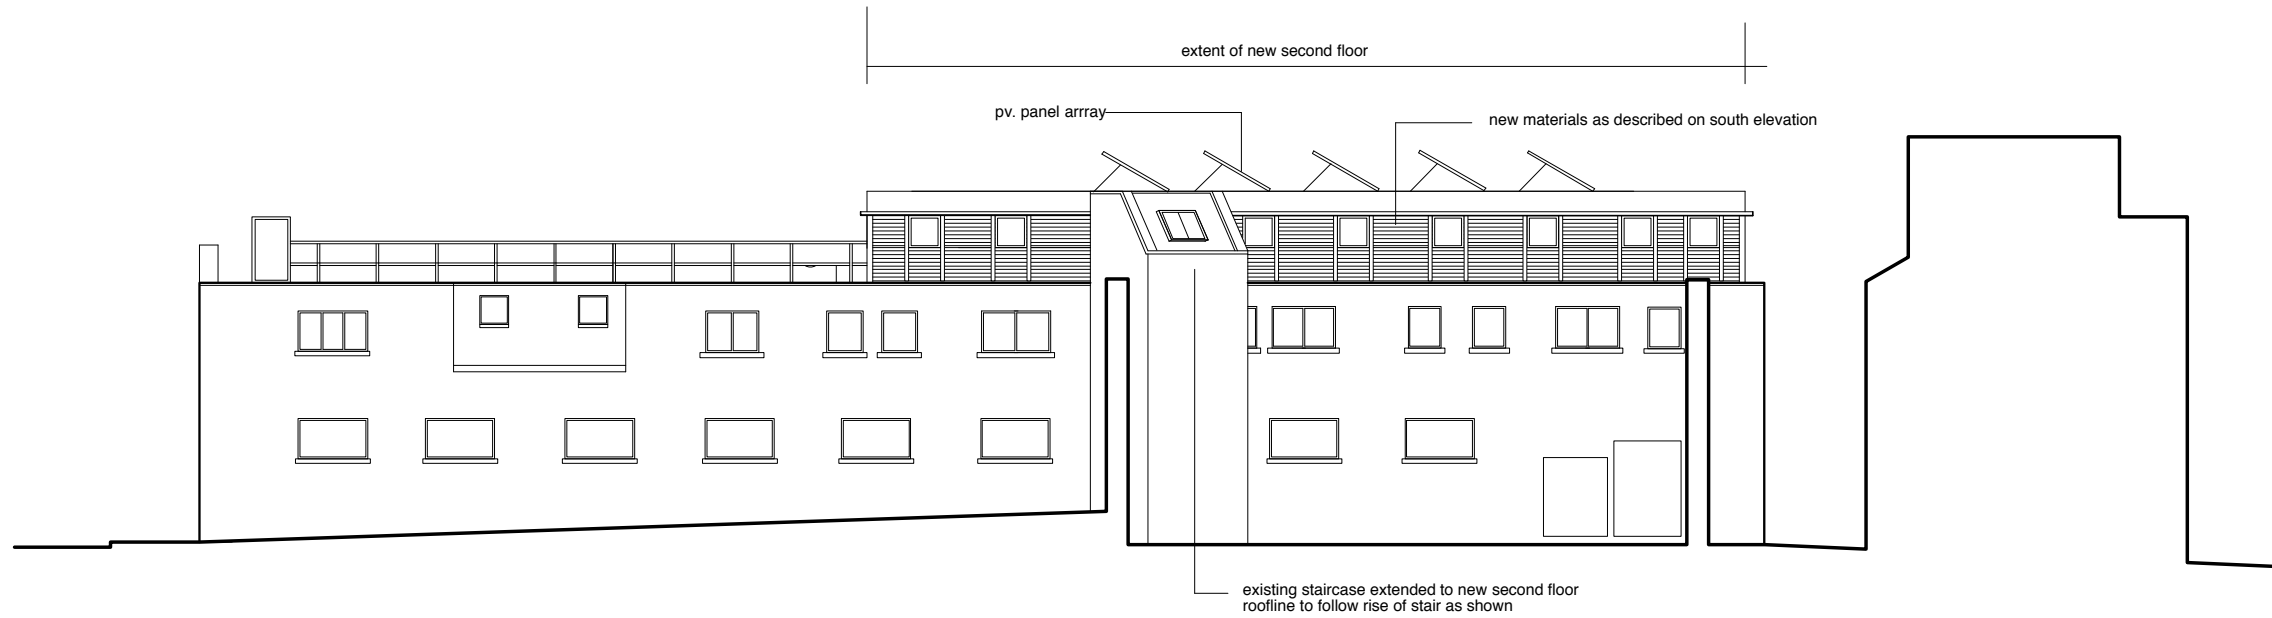 extent of new second floor
pv. panel arrray
new materials as described on south elevation
existing staircase extended to new second floor
roofline to follow rise of stair as shown